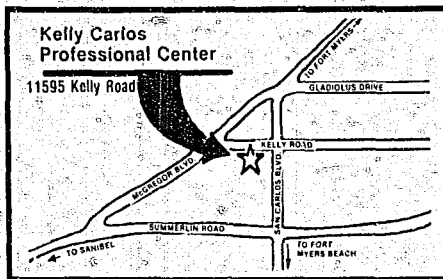 Kelly Carlos
Professional Center
11595 Kelly Road
TO FORT MYERS
GLADIOLUS DRIVE
KELLY ROAD
McGREGOR BLVD.
SAN CARLOS BLVD.
SUMMERLIN ROAD
TO SANIBEL
TO FORT
MYERS BEACH